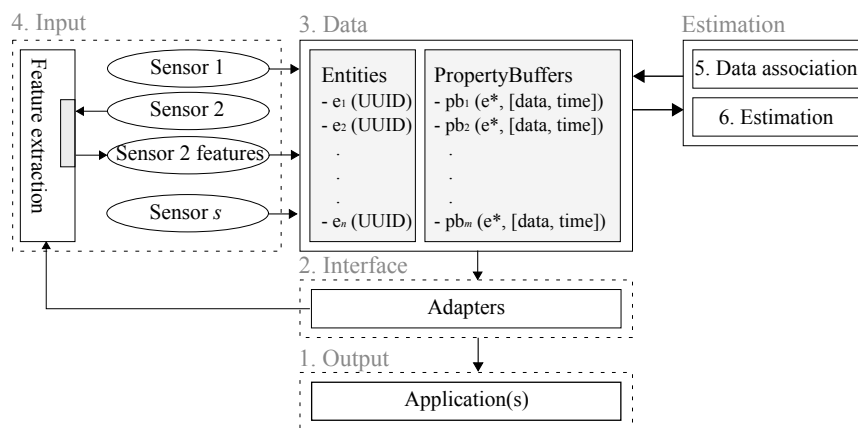 4. Input
Feature extraction
Sensor 1
Sensor 2
Sensor 2 features
Sensor s
3. Data
Entities
- e1 (UUID)
- e2 (UUID)
.
.
.
- en (UUID)
PropertyBuffers
- pb1 (e*, [data, time])
- pb2 (e*, [data, time])
.
.
.
- pbm (e*, [data, time])
Estimation
5. Data association
6. Estimation
2. Interface
Adapters
1. Output
Application(s)